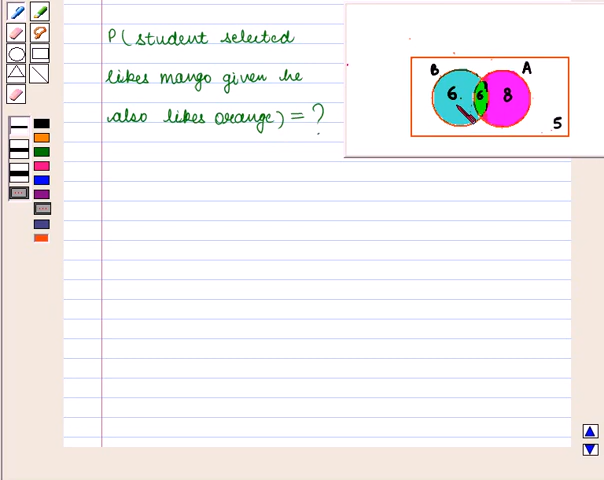 P(student selected
likes mango given he
also likes orange) = ?
B A
6. 6 8
5